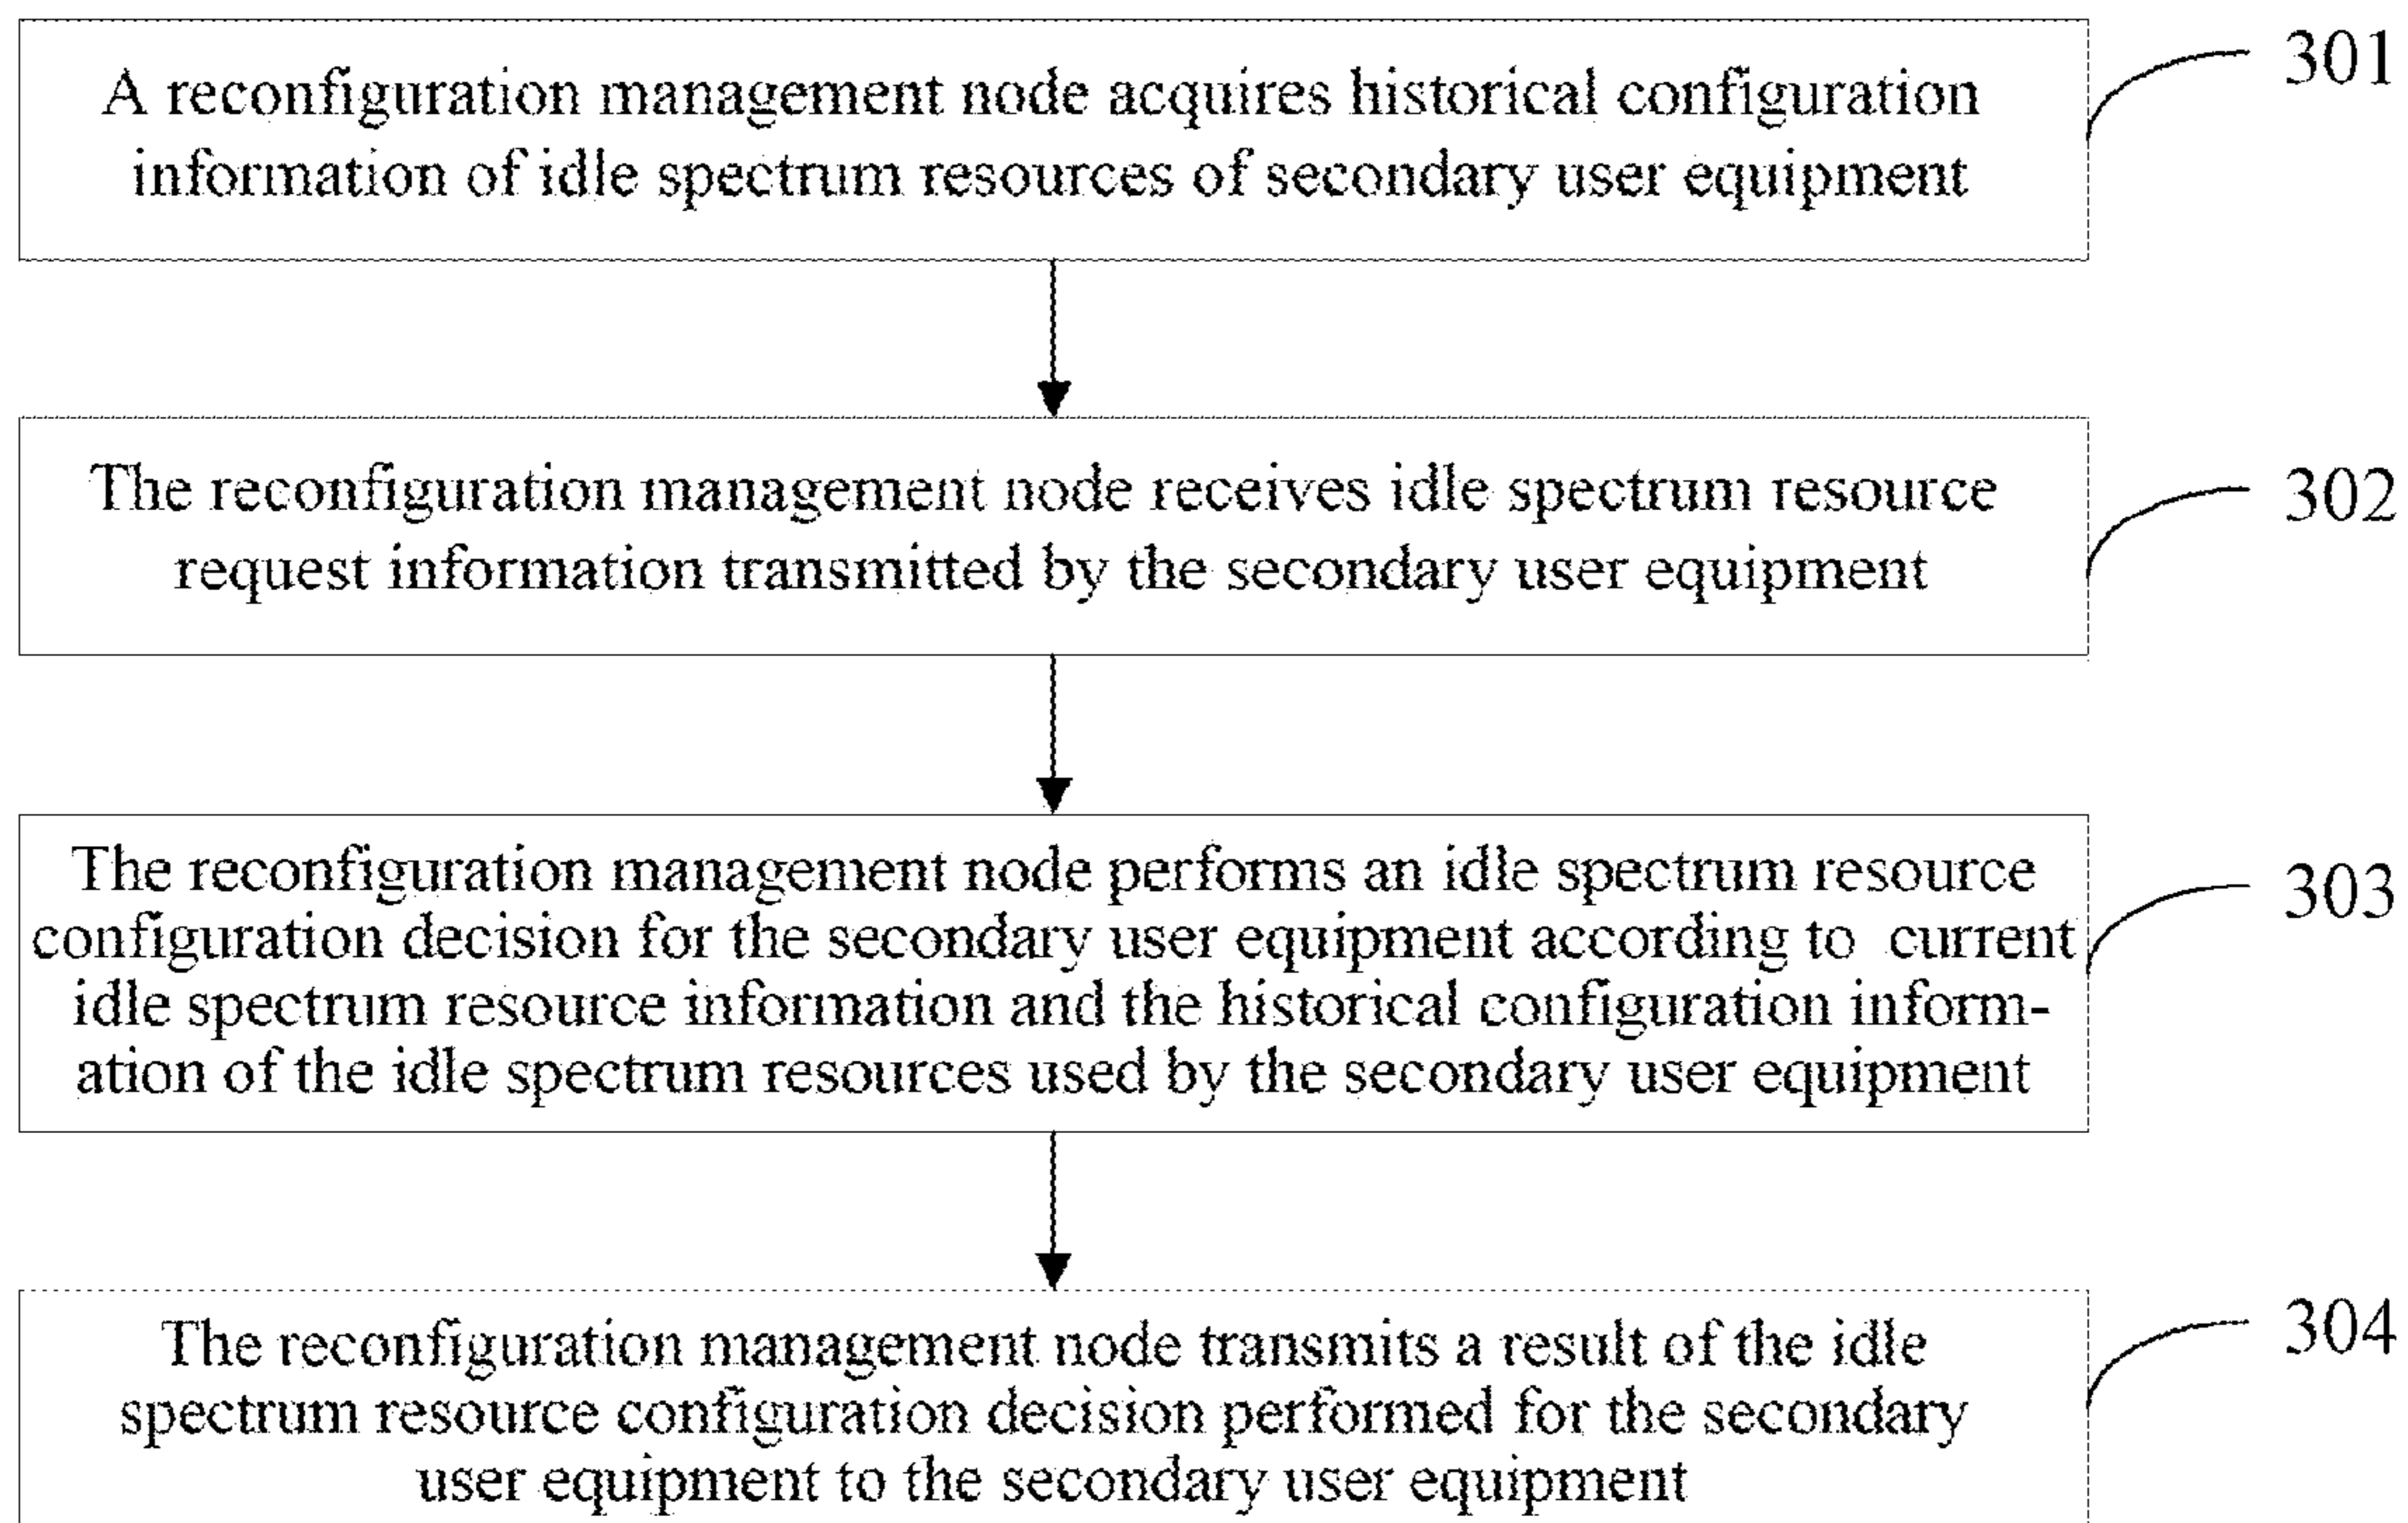 A reconfiguration management node acquires historical configuration
information of idle spectrum resources of secondary user equipment
301
The reconfiguration management node receives idle spectrum resource
request information transmitted by the secondary user equipment
302
The reconfiguration management node performs an idle spectrum resource
configuration decision for the secondary user equipment according to current
idle spectrum resource information and the historical configuration inform-
ation of the idle spectrum resources used by the secondary user equipment
303
The reconfiguration management node transmits a result of the idle
spectrum resource configuration decision performed for the secondary
user equipment to the secondary user equipment
304